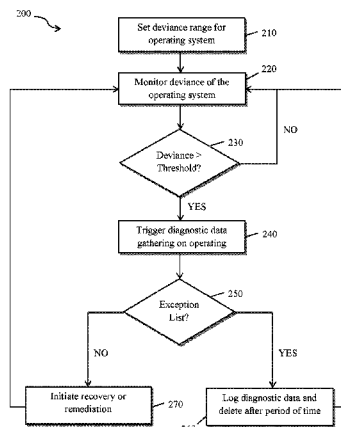 200
Set deviance range for
operating system
210
Monitor deviance of the
operating system
220
Deviance >
Threshold?
230
NO
YES
Trigger diagnostic data
gathering on operating
240
Exception
List?
250
NO
YES
Initiate recovery or
remediation
270
Log diagnostic data and
delete after period of time